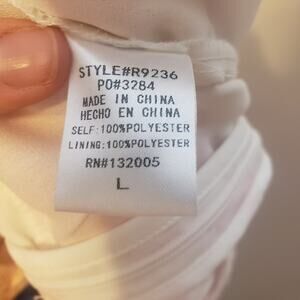 STYLE#R9236
PO#3284
MADE IN CHINA
HECHO EN CHINA
SELF:100%POLYESTER
LINING:100%POLYESTER
RN#132005
L